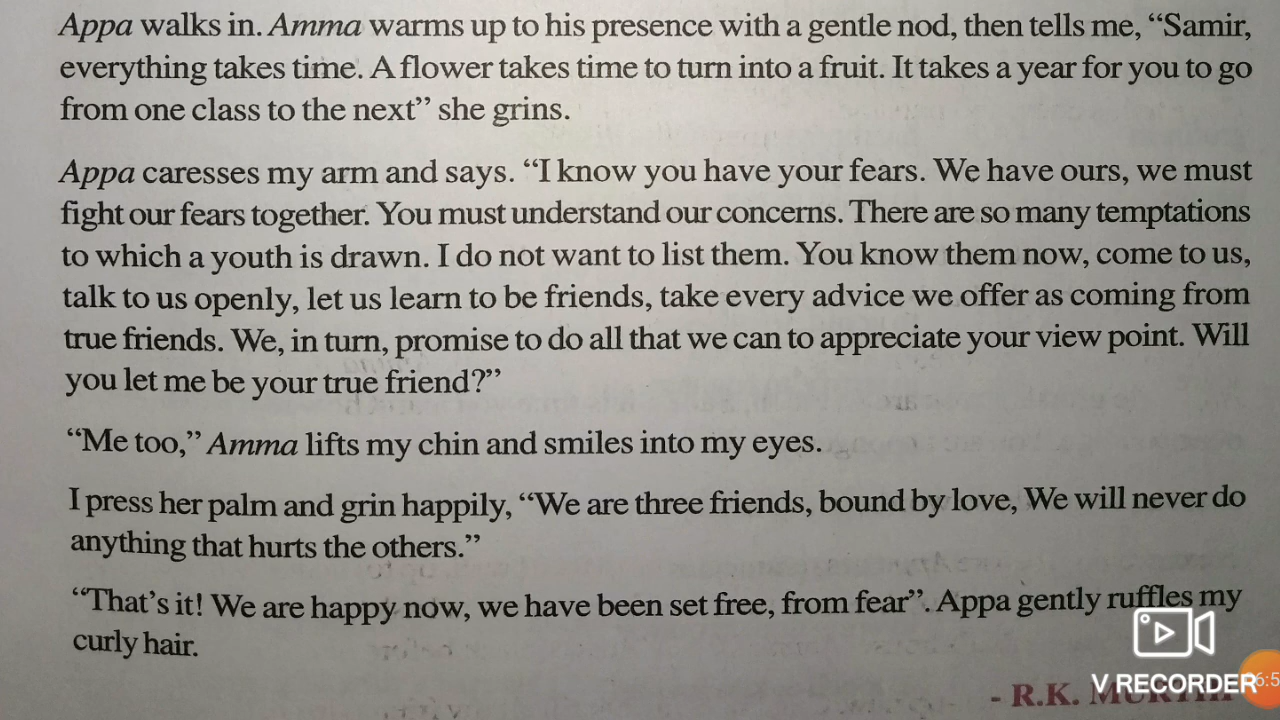 Appa walks in. Amma warms up to his presence with a gentle nod, then tells me, “Samir,
everything takes time. A flower takes time to turn into a fruit. It takes a year for you to go
from one class to the next” she grins.
Appa caresses my arm and says. “I know you have your fears. We have ours, we must
fight our fears together. You must understand our concerns. There are so many temptations
to which a youth is drawn. I do not want to list them. You know them now, come to us,
talk to us openly, let us learn to be friends, take every advice we offer as coming from
true friends. We, in turn, promise to do all that we can to appreciate your view point. Will
you let me be your true friend?”
“Me too,” Amma lifts my chin and smiles into my eyes.
I press her palm and grin happily, “We are three friends, bound by love, We will never do
anything that hurts the others.”
“That’s it! We are happy now, we have been set free, from fear”. Appa gently ruffles my
curly hair.
- R.K.
V.RECORDER